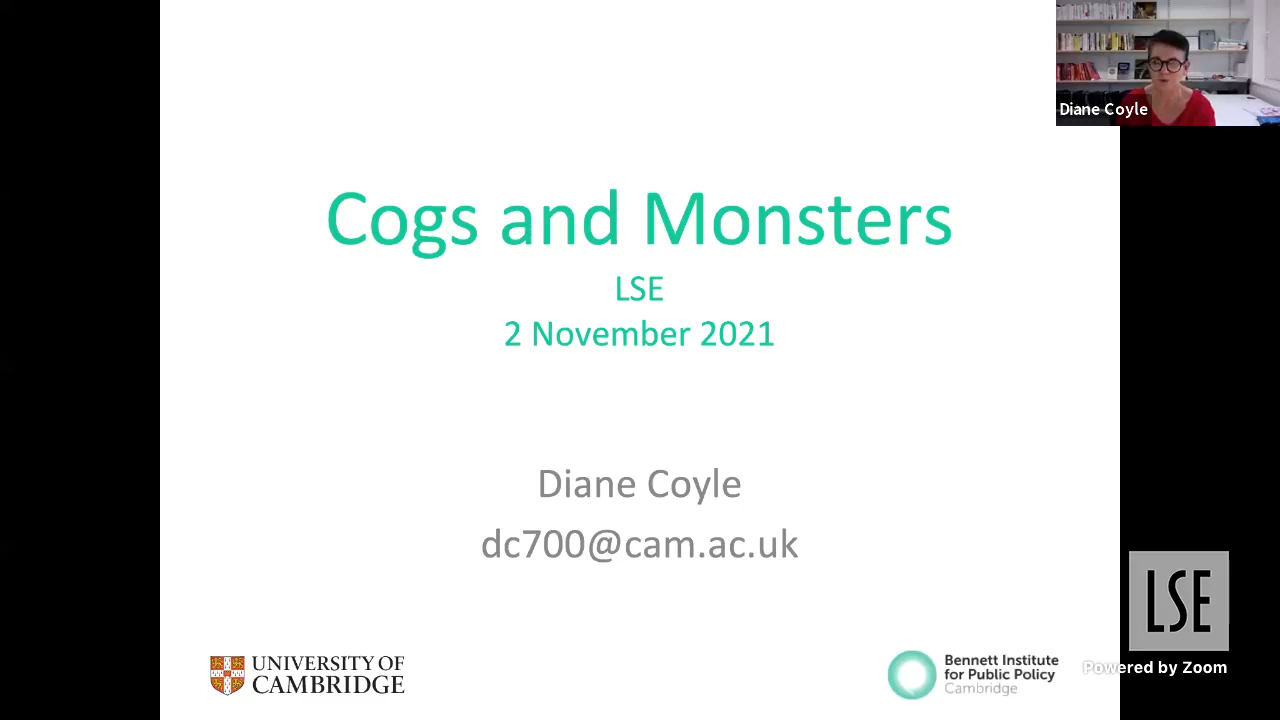 Diane Coyle
Cogs and Monsters
LSE
2 November 2021
Diane Coyle
dc700@cam.ac.uk
UNIVERSITY OF
CAMBRIDGE
Bennett Institute
for Public Policy
Cambridge
LSE
Powered by Zoom